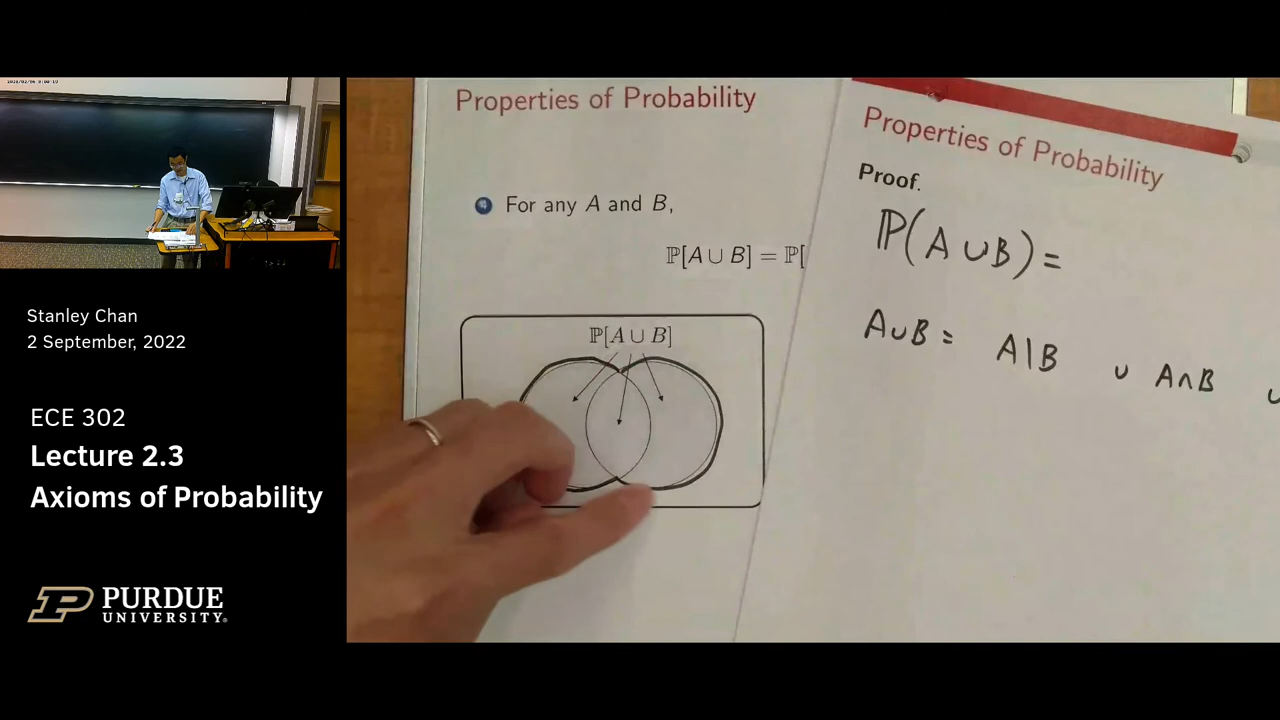 Stanley Chan
2 September, 2022
ECE 302
Lecture 2.3
Axioms of Probability
PURDUE
UNIVERSITY®
Properties of Probability
4 For any A and B,
ℙ[A ∪ B] = ℙ[
ℙ[A ∪ B]
Properties of Probability
Proof.
ℙ(A∪B) =
A∪B = A\B ∪ A∩B ∪